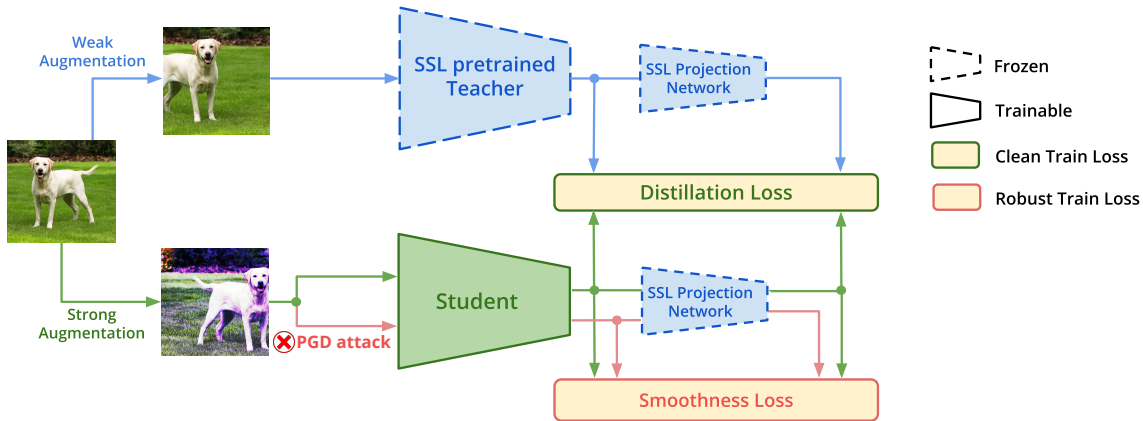 Weak
Augmentation
SSL pretrained
Teacher
SSL Projection
Network
Frozen
Trainable
Clean Train Loss
Robust Train Loss
Distillation Loss
Strong
Augmentation
PGD attack
Student
SSL Projection
Network
Smoothness Loss